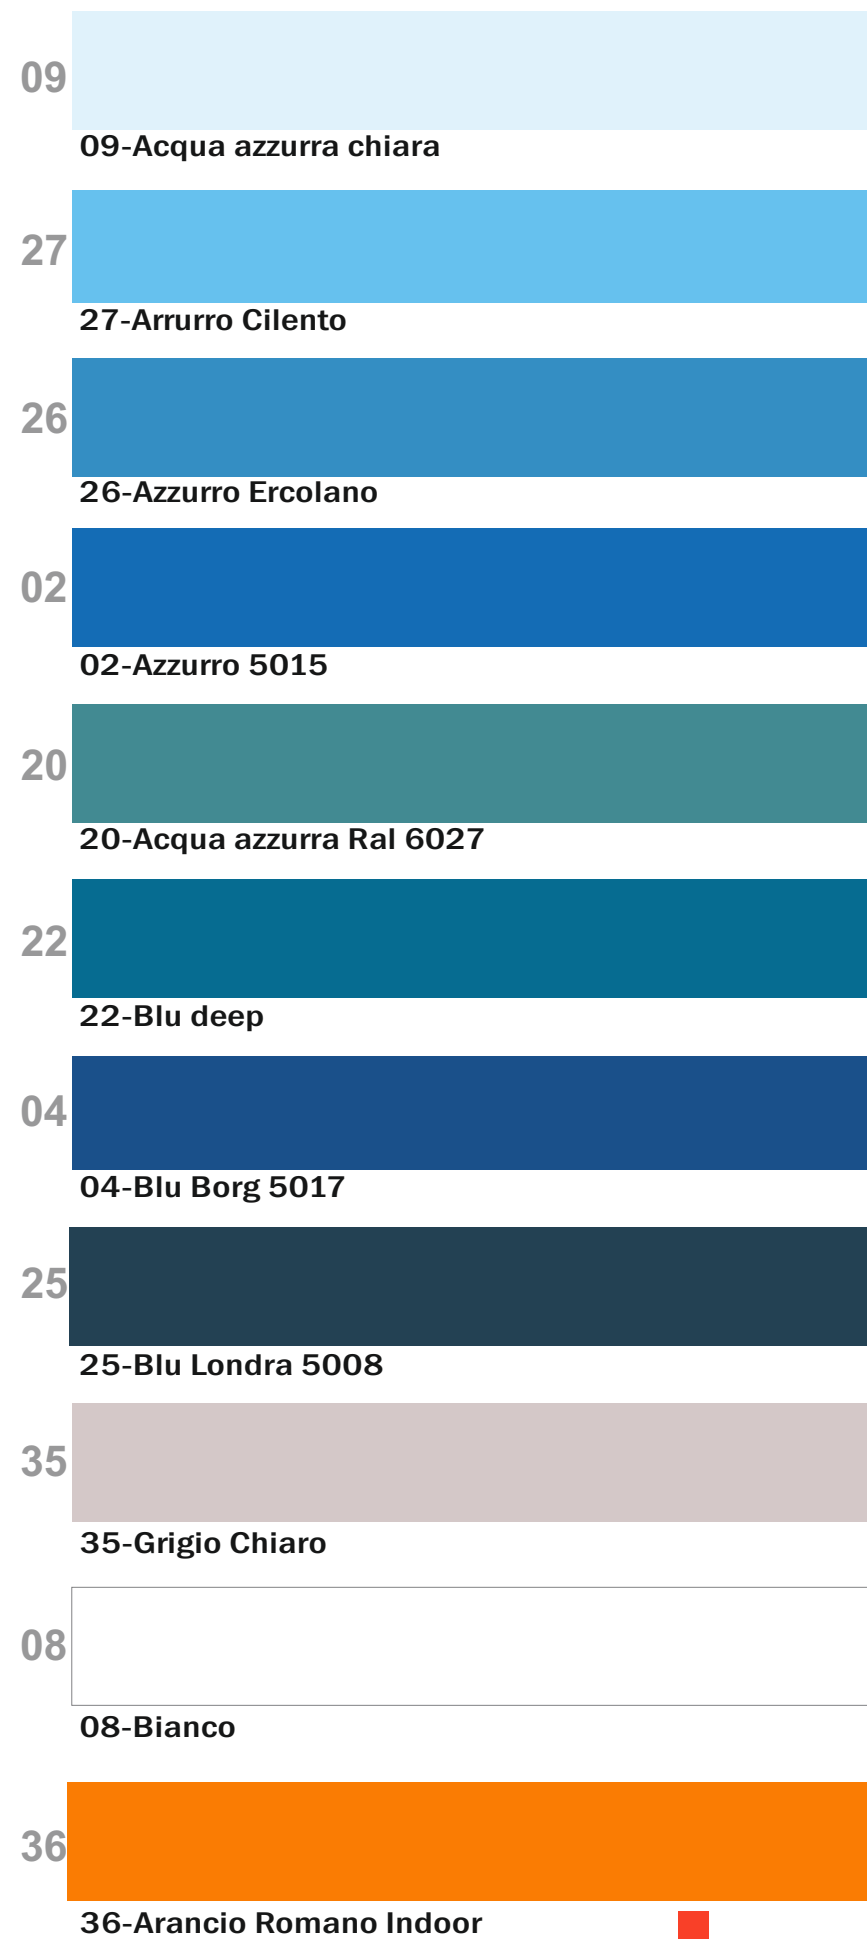 09
09-Acqua azzurra chiara
27
27-Arrurro Cilento
26
26-Azzurro Ercolano
02
02-Azzurro 5015
20
20-Acqua azzurra Ral 6027
22
22-Blu deep
04
04-Blu Borg 5017
25
25-Blu Londra 5008
35
35-Grigio Chiaro
08
08-Bianco
36
36-Arancio Romano Indoor